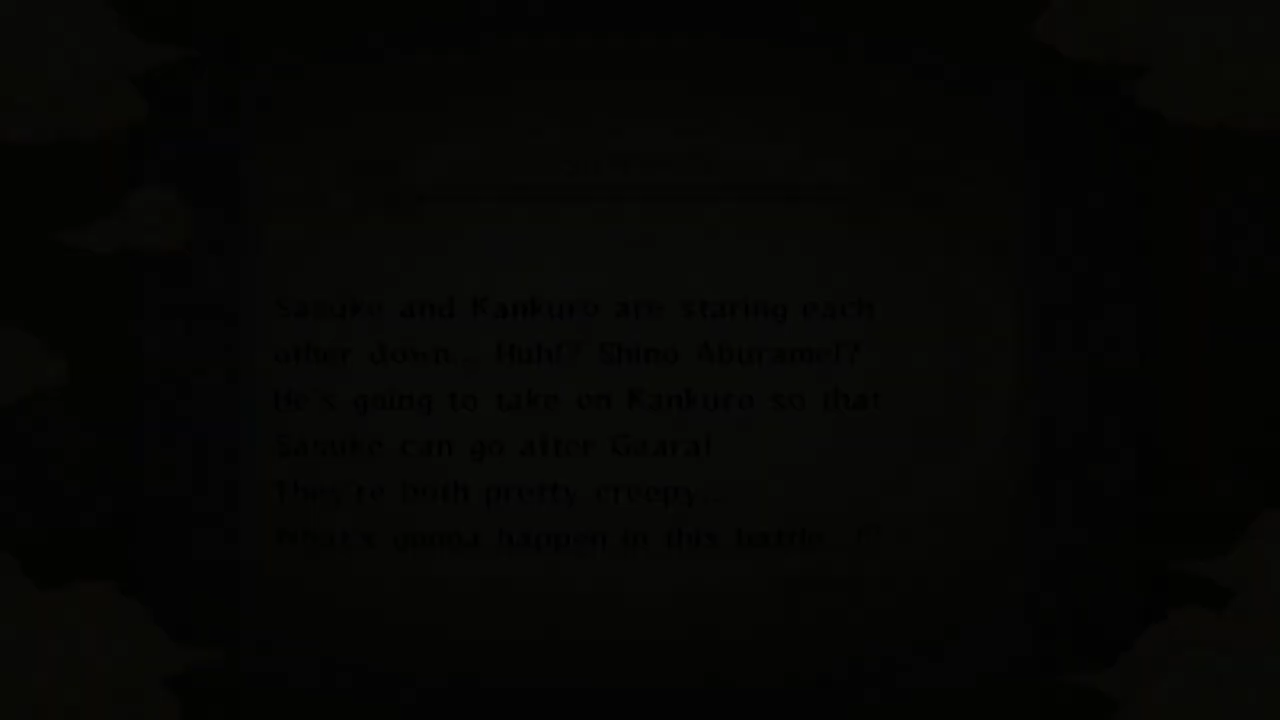 Sasuke and Kankuro are staring each
other down... Huh!? Shino Aburame!?
He's going to take on Kankuro so that
Sasuke can go after Gaara!
They're both pretty creepy...
What's gonna happen in this battle...!?